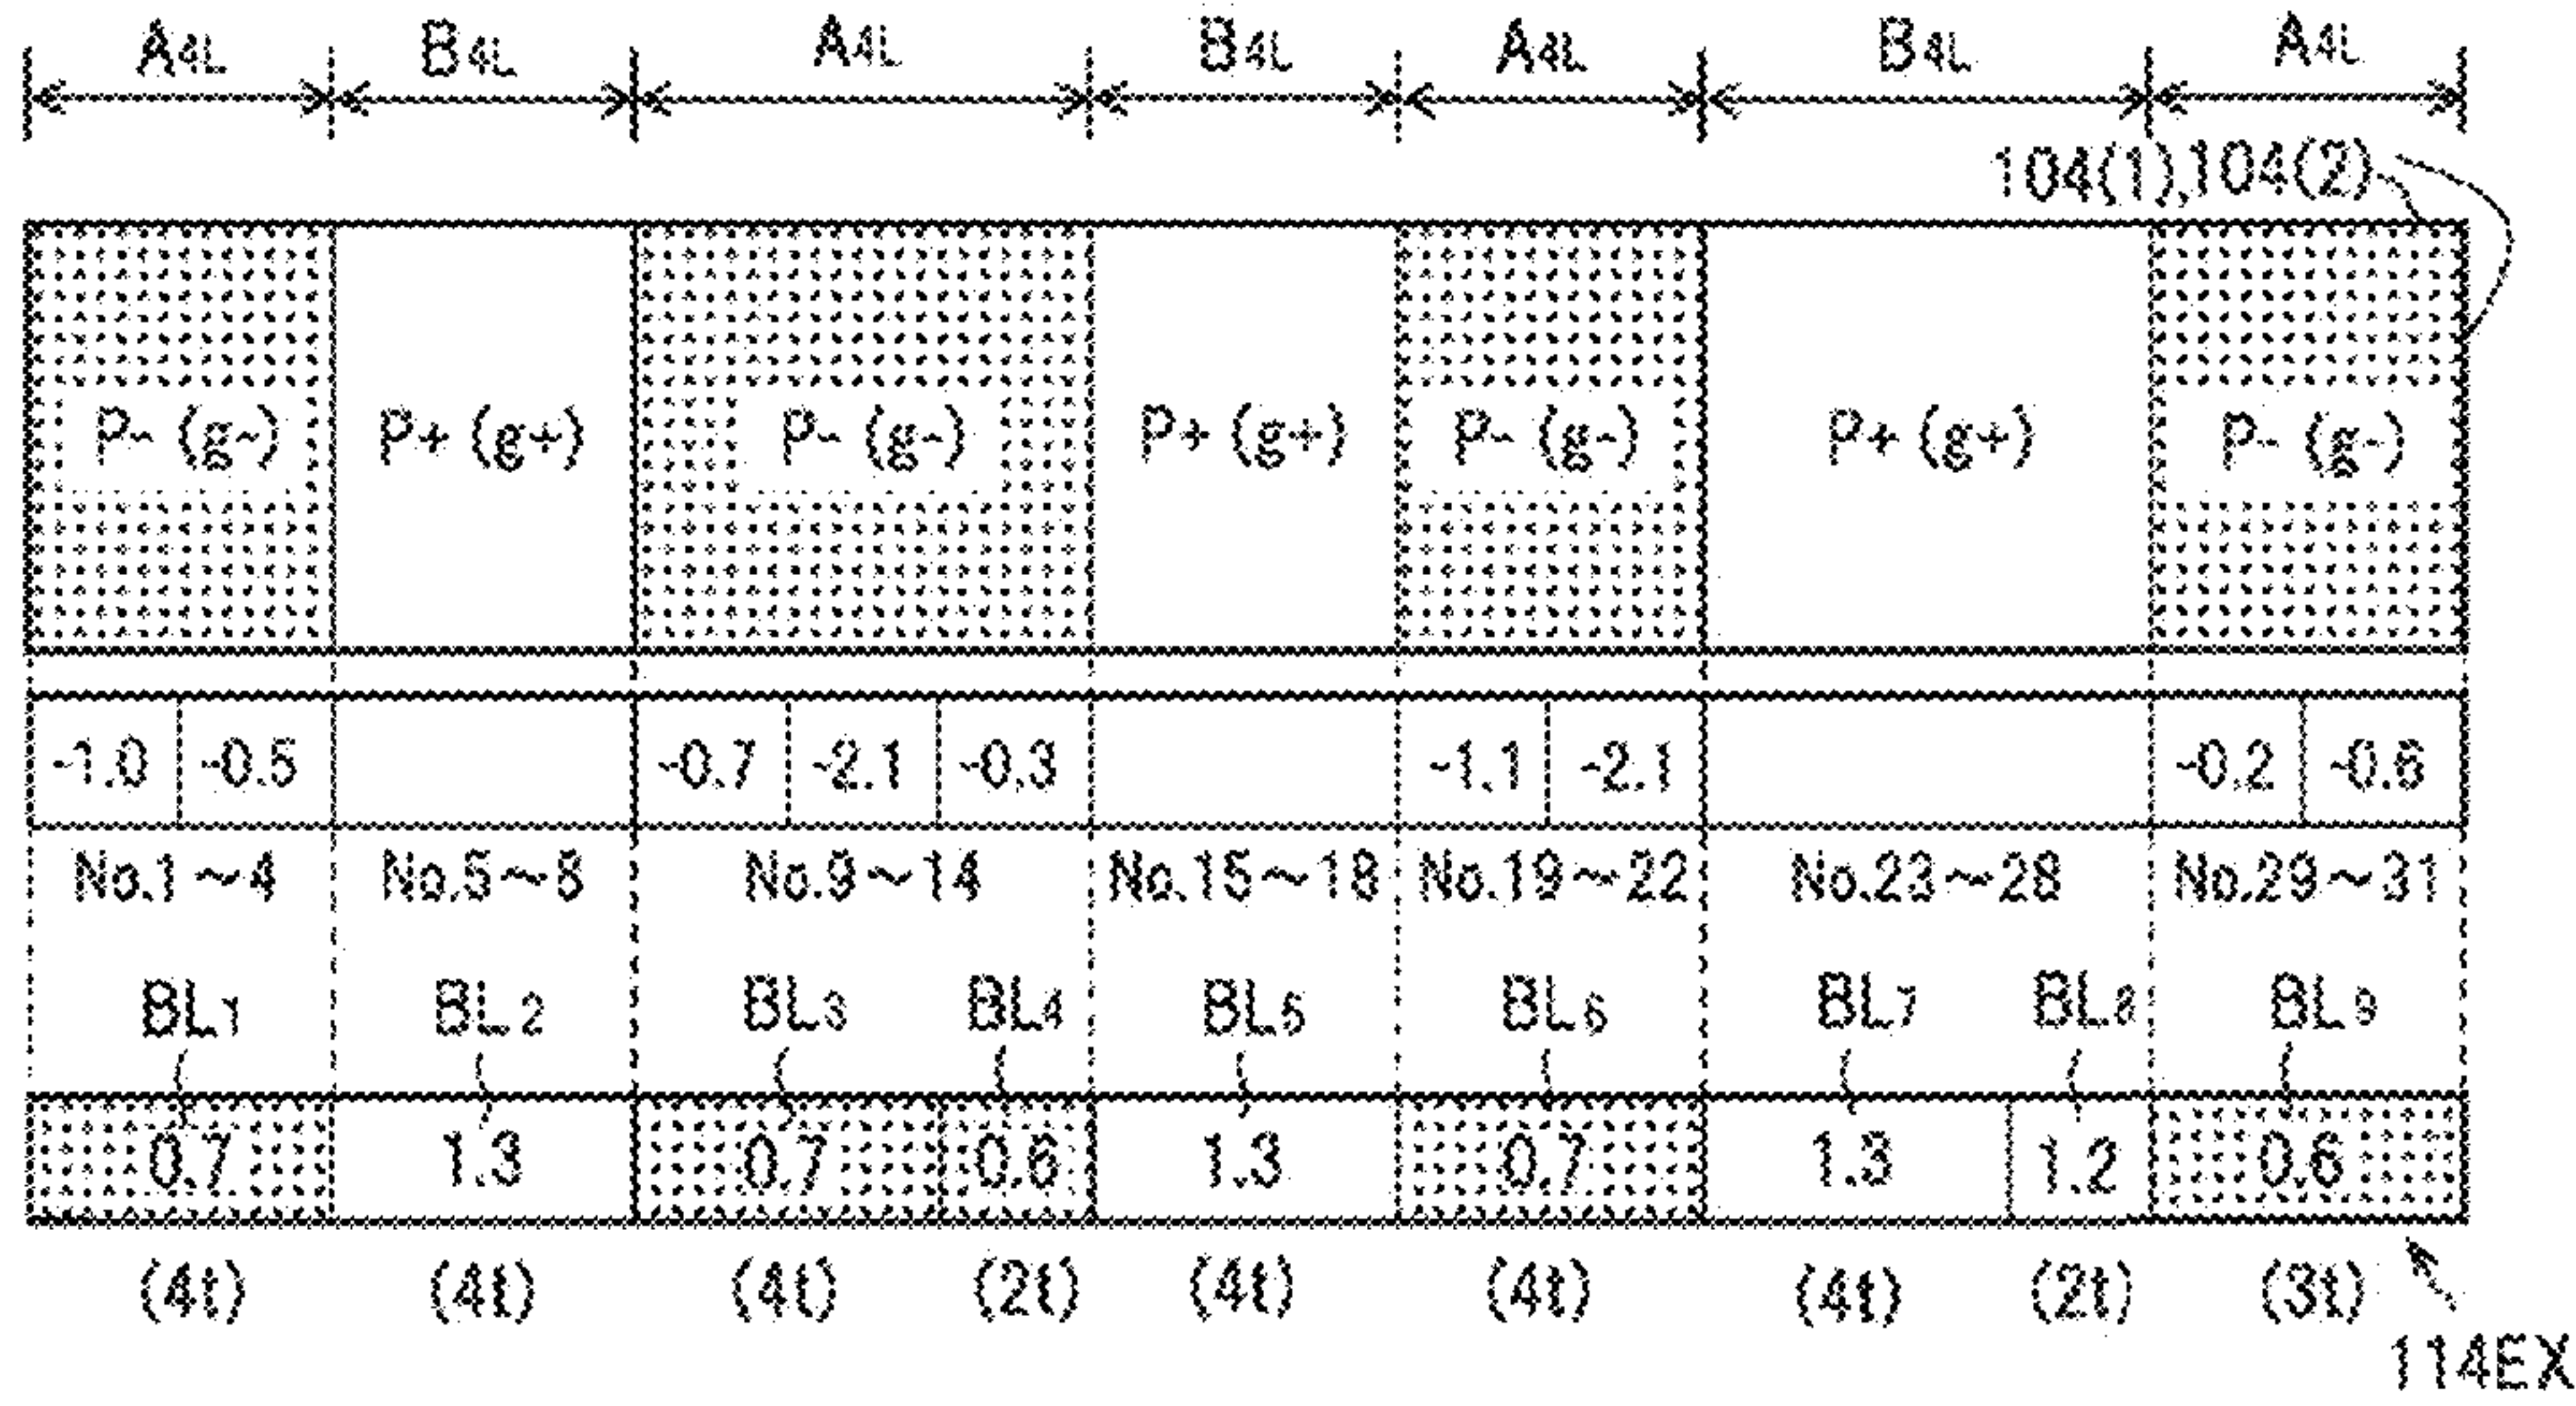 A4L B4L A4L B4L A4L B4L A4L
104(1),104(2)
P- (g-) P+ (g+) P- (g-) P+ (g+) P- (g-) P+ (g+) P- (g-)
-1.0 -0.5 -0.7 -2.1 -0.3 -1.1 -2.1 -0.2 -0.6
No.1~4 No.5~8 No.9~14 No.15~18 No.19~22 No.23~28 No.29~31
BL1 BL2 BL3 BL4 BL5 BL6 BL7 BL8 BL9
0.7 1.3 0.7 0.6 1.3 0.7 1.3 1.2 0.6
(4t) (4t) (4t) (2t) (4t) (4t) (4t) (2t) (3t)
114EX